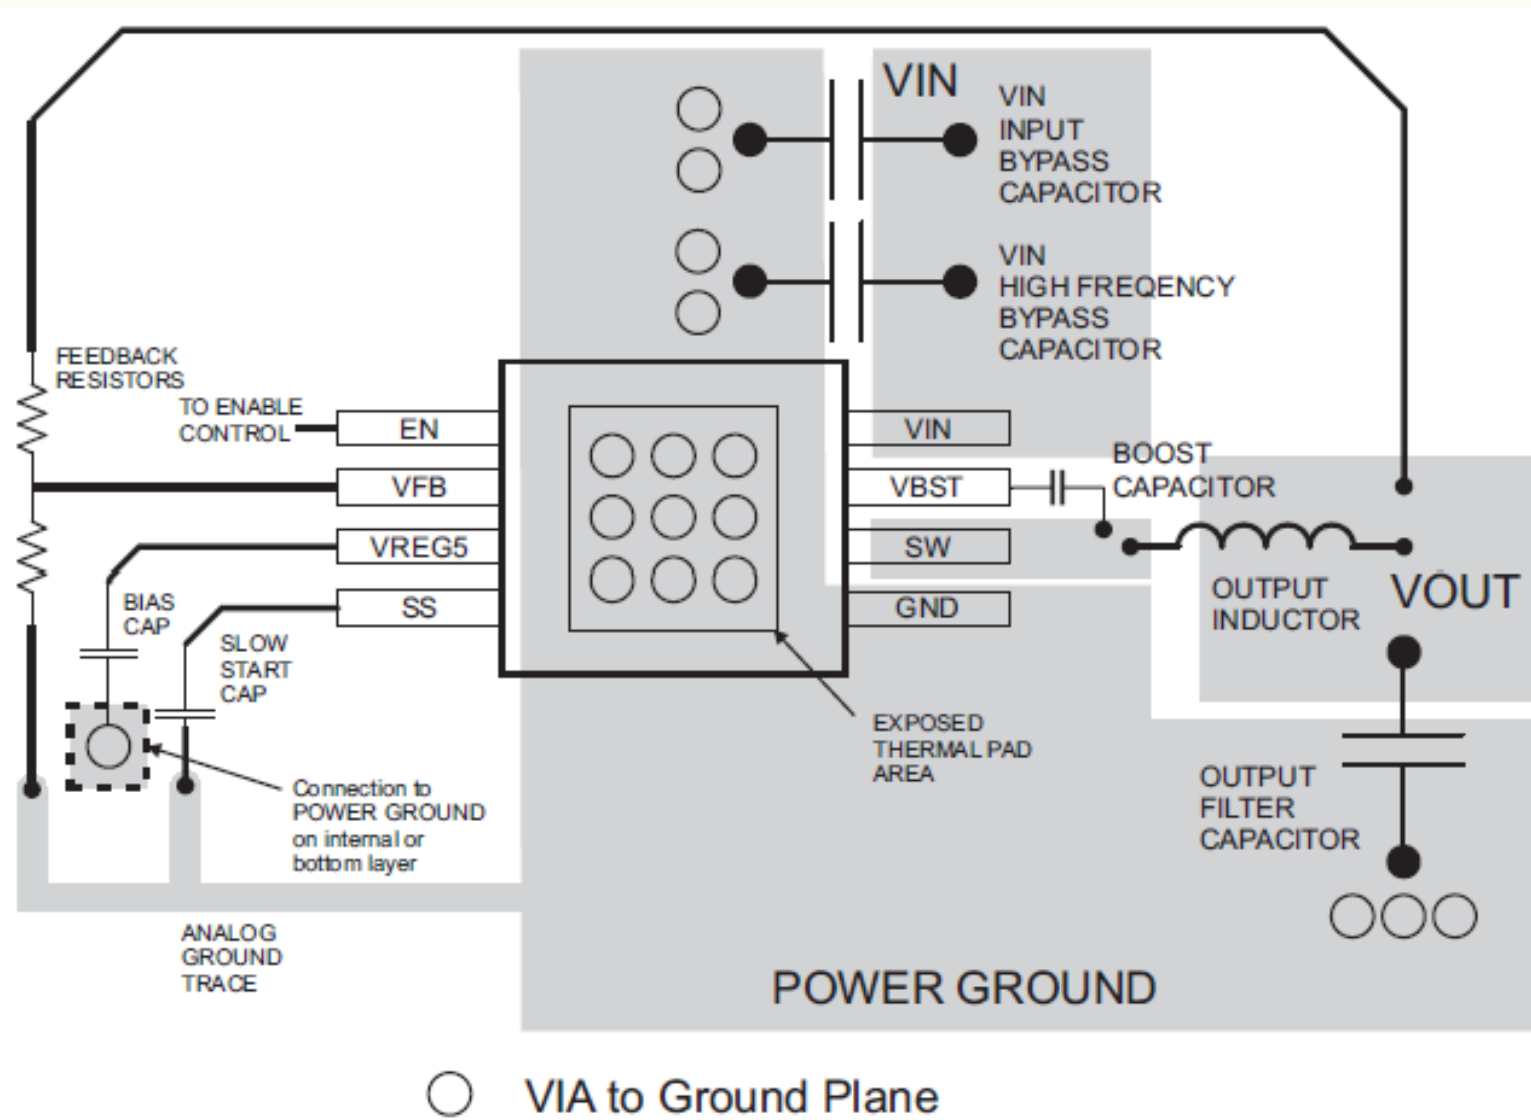 VIN
VIN
INPUT
BYPASS
CAPACITOR
VIN
HIGH FREQENCY
BYPASS
CAPACITOR
FEEDBACK
RESISTORS
TO ENABLE
CONTROL
EN
VFB
VREG5
SS
VIN
VBST
SW
GND
BOOST
CAPACITOR
OUTPUT
INDUCTOR
VOUT
BIAS
CAP
SLOW
START
CAP
EXPOSED
THERMAL PAD
AREA
Connection to
POWER GROUND
on internal or
bottom layer
OUTPUT
FILTER
CAPACITOR
ANALOG
GROUND
TRACE
POWER GROUND
VIA to Ground Plane